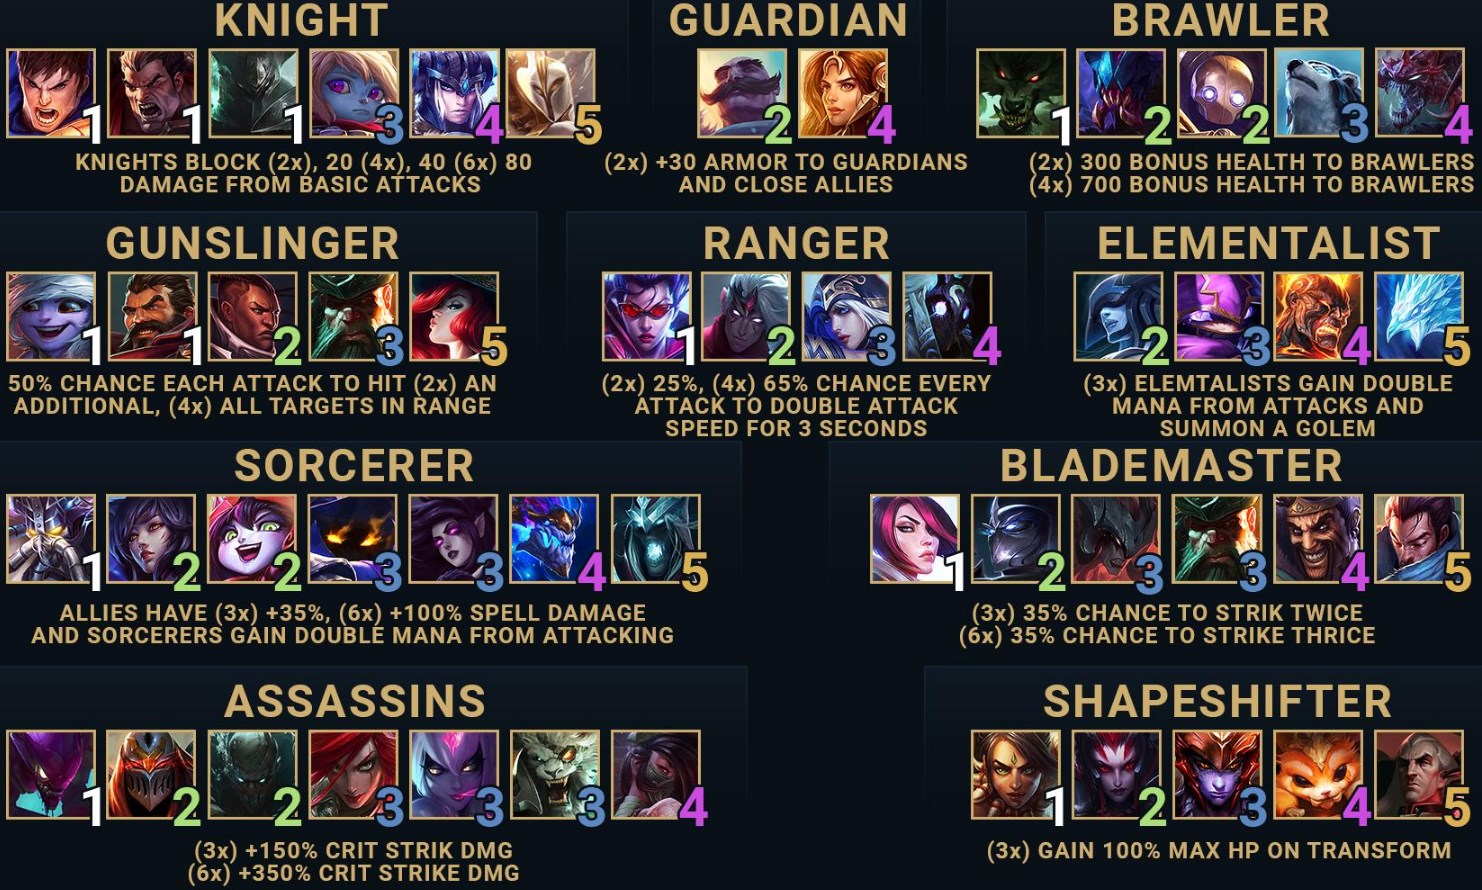 KNIGHT
1 1 1 3 4 5
KNIGHTS BLOCK (2x), 20 (4x), 40 (6x) 80
DAMAGE FROM BASIC ATTACKS
GUARDIAN
2 4
(2x) +30 ARMOR TO GUARDIANS
AND CLOSE ALLIES
BRAWLER
1 2 2 3 4
(2x) 300 BONUS HEALTH TO BRAWLERS
(4x) 700 BONUS HEALTH TO BRAWLERS
GUNSLINGER
1 1 2 3 5
50% CHANCE EACH ATTACK TO HIT (2x) AN
ADDITIONAL, (4x) ALL TARGETS IN RANGE
RANGER
1 2 3 4
(2x) 25%, (4x) 65% CHANCE EVERY
ATTACK TO DOUBLE ATTACK
SPEED FOR 3 SECONDS
ELEMENTALIST
2 3 4 5
(3x) ELEMTALISTS GAIN DOUBLE
MANA FROM ATTACKS AND
SUMMON A GOLEM
SORCERER
1 2 2 3 3 4 5
ALLIES HAVE (3x) +35%, (6x) +100% SPELL DAMAGE
AND SORCERERS GAIN DOUBLE MANA FROM ATTACKING
BLADEMASTER
1 2 3 3 4 5
(3x) 35% CHANCE TO STRIK TWICE
(6x) 35% CHANCE TO STRIKE THRICE
ASSASSINS
1 2 2 3 3 3 4
(3x) +150% CRIT STRIK DMG
(6x) +350% CRIT STRIKE DMG
SHAPESHIFTER
1 2 3 4 5
(3x) GAIN 100% MAX HP ON TRANSFORM